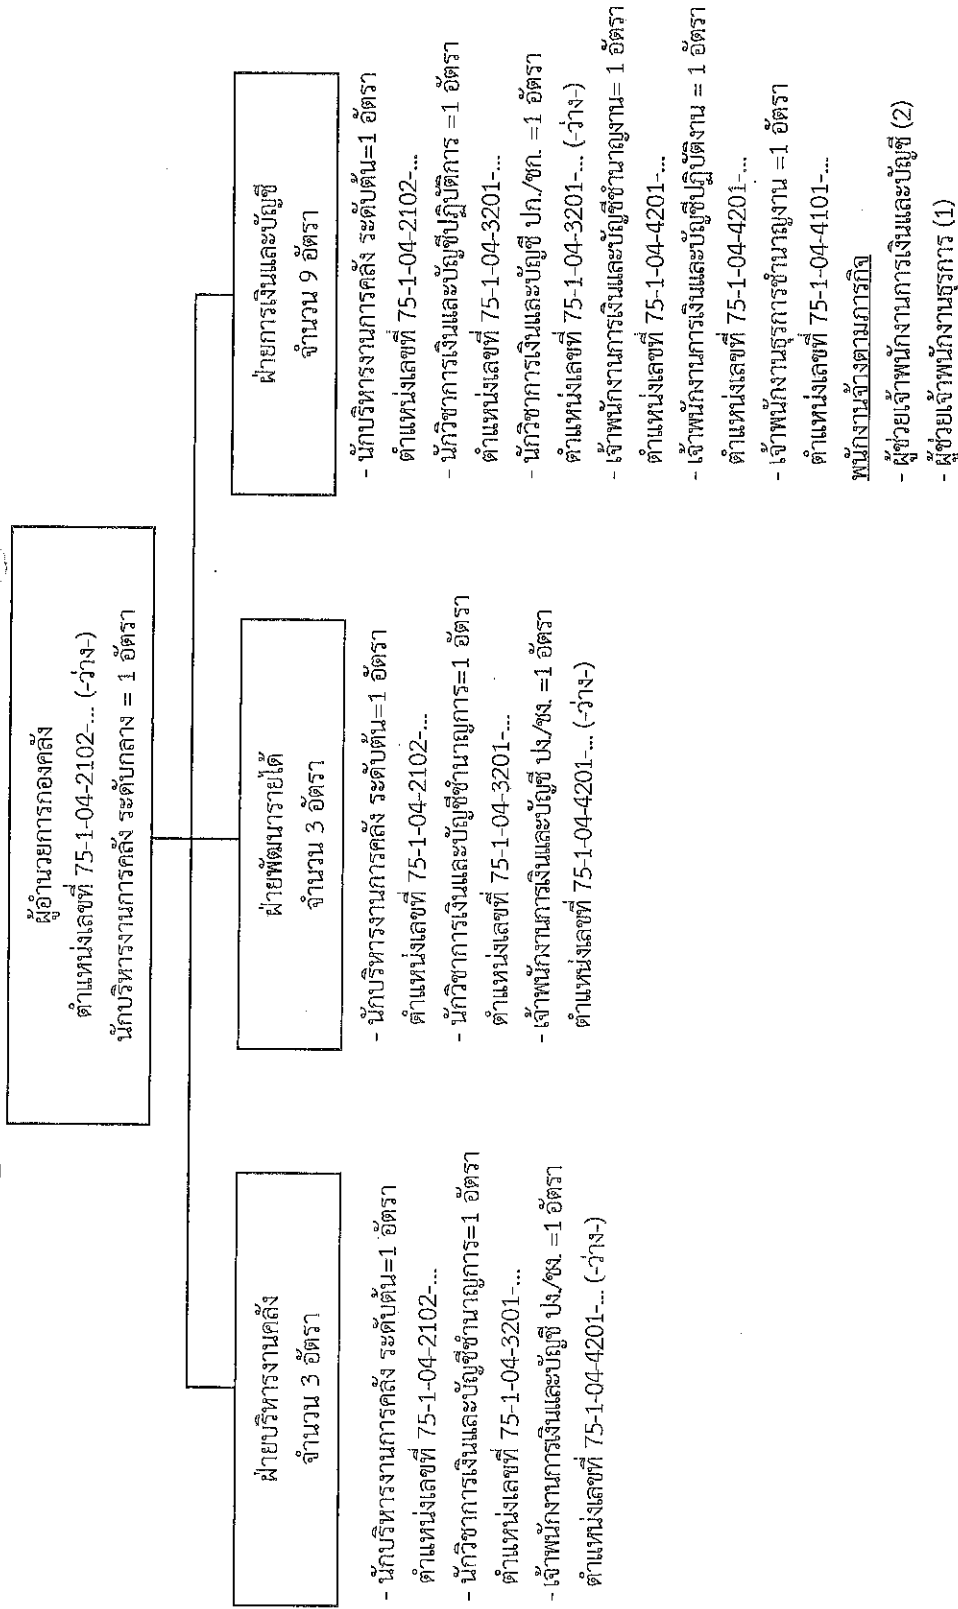 ผู้อำนวยการกองคลัง
ตำแหน่งเลขที่ 75-1-04-2102-... (-ว่าง-)
นักบริหารงานการคลัง ระดับกลาง = 1 อัตรา
ฝ่ายบริหารงานคลัง
จำนวน 3 อัตรา
- นักบริหารงานการคลัง ระดับต้น=1 อัตรา
ตำแหน่งเลขที่ 75-1-04-2102-...
- นักวิชาการเงินและบัญชีชำนาญการ=1 อัตรา
ตำแหน่งเลขที่ 75-1-04-3201-...
- เจ้าพนักงานการเงินและบัญชี ปง./ชง. =1 อัตรา
ตำแหน่งเลขที่ 75-1-04-4201-... (-ว่าง-)
ฝ่ายพัฒนารายได้
จำนวน 3 อัตรา
- นักบริหารงานการคลัง ระดับต้น=1 อัตรา
ตำแหน่งเลขที่ 75-1-04-2102-...
- นักวิชาการเงินและบัญชีชำนาญการ=1 อัตรา
ตำแหน่งเลขที่ 75-1-04-3201-...
- เจ้าพนักงานการเงินและบัญชี ปง./ชง. =1 อัตรา
ตำแหน่งเลขที่ 75-1-04-4201-... (-ว่าง-)
ฝ่ายการเงินและบัญชี
จำนวน 9 อัตรา
- นักบริหารงานการคลัง ระดับต้น=1 อัตรา
ตำแหน่งเลขที่ 75-1-04-2102-...
- นักวิชาการเงินและบัญชีปฏิบัติการ =1 อัตรา
ตำแหน่งเลขที่ 75-1-04-3201-...
- นักวิชาการเงินและบัญชี ปก./ชก. =1 อัตรา
ตำแหน่งเลขที่ 75-1-04-3201-... (-ว่าง-)
- เจ้าพนักงานการเงินและบัญชีชำนาญงาน= 1 อัตรา
ตำแหน่งเลขที่ 75-1-04-4201-...
- เจ้าพนักงานการเงินและบัญชีปฏิบัติงาน = 1 อัตรา
ตำแหน่งเลขที่ 75-1-04-4201-...
- เจ้าพนักงานธุรการชำนาญงาน =1 อัตรา
ตำแหน่งเลขที่ 75-1-04-4101-...
พนักงานจ้างตามภารกิจ
- ผู้ช่วยเจ้าพนักงานการเงินและบัญชี (2)
- ผู้ช่วยเจ้าพนักงานธุรการ (1)